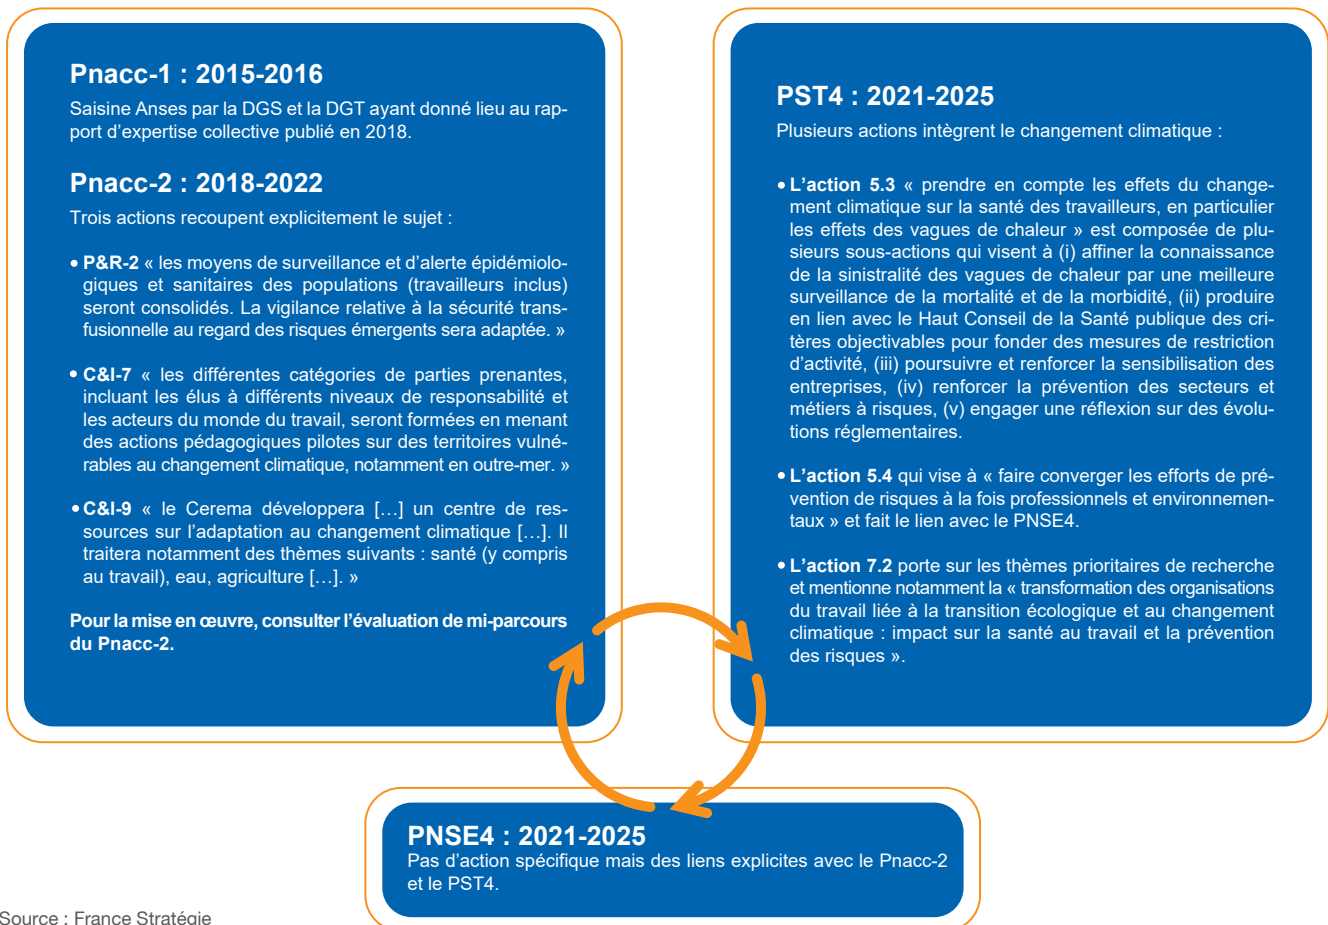 Pnacc-1 : 2015-2016
Saisine Anses par la DGS et la DGT ayant donné lieu au rap-
port d’expertise collective publié en 2018.
Pnacc-2 : 2018-2022
Trois actions recoupent explicitement le sujet :
• P&R-2 « les moyens de surveillance et d’alerte épidémiolo-
giques et sanitaires des populations (travailleurs inclus)
seront consolidés. La vigilance relative à la sécurité trans-
fusionnelle au regard des risques émergents sera adaptée. »
• C&I-7 « les différentes catégories de parties prenantes,
incluant les élus à différents niveaux de responsabilité et
les acteurs du monde du travail, seront formées en menant
des actions pédagogiques pilotes sur des territoires vulné-
rables au changement climatique, notamment en outre-mer. »
• C&I-9 « le Cerema développera […] un centre de res-
sources sur l’adaptation au changement climatique […]. Il
traitera notamment des thèmes suivants : santé (y compris
au travail), eau, agriculture […]. »
Pour la mise en œuvre, consulter l’évaluation de mi-parcours
du Pnacc-2.
PST4 : 2021-2025
Plusieurs actions intègrent le changement climatique :
• L’action 5.3 « prendre en compte les effets du change-
ment climatique sur la santé des travailleurs, en particulier
les effets des vagues de chaleur » est composée de plu-
sieurs sous-actions qui visent à (i) affiner la connaissance
de la sinistralité des vagues de chaleur par une meilleure
surveillance de la mortalité et de la morbidité, (ii) produire
en lien avec le Haut Conseil de la Santé publique des cri-
tères objectivables pour fonder des mesures de restriction
d’activité, (iii) poursuivre et renforcer la sensibilisation des
entreprises, (iv) renforcer la prévention des secteurs et
métiers à risques, (v) engager une réflexion sur des évolu-
tions réglementaires.
• L’action 5.4 qui vise à « faire converger les efforts de pré-
vention de risques à la fois professionnels et environnemen-
taux » et fait le lien avec le PNSE4.
• L’action 7.2 porte sur les thèmes prioritaires de recherche
et mentionne notamment la « transformation des organisations
du travail liée à la transition écologique et au changement
climatique : impact sur la santé au travail et la prévention
des risques ».
PNSE4 : 2021-2025
Pas d’action spécifique mais des liens explicites avec le Pnacc-2
et le PST4.
Source : France Stratégie